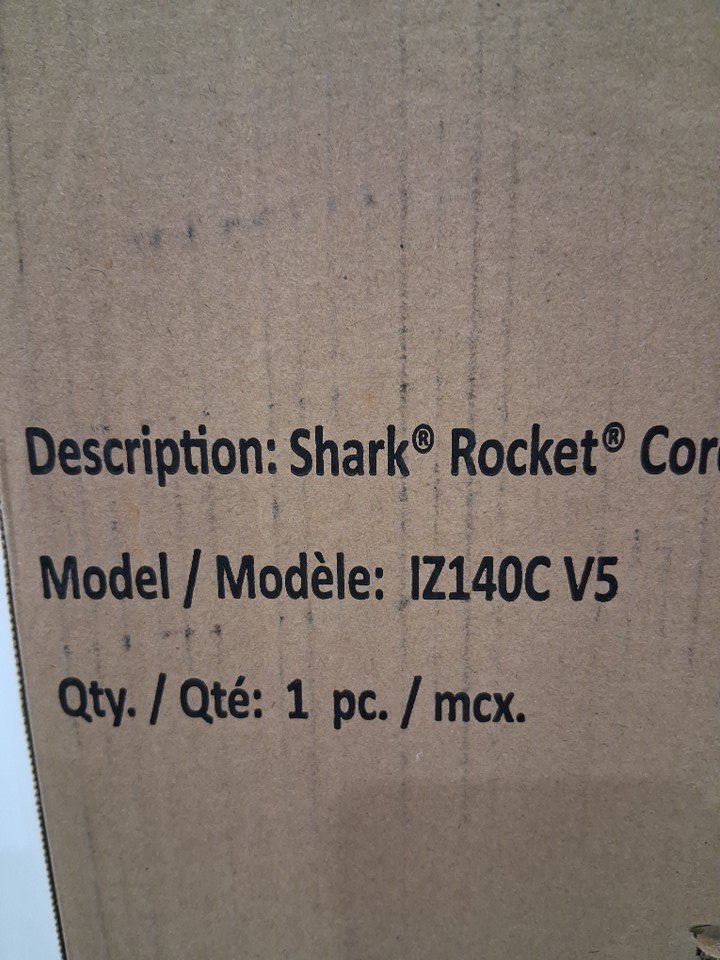 Description: Shark® Rocket® Cor
Model / Modèle: IZ140C V5
Qty. / Qté: 1 pc. / mcx.